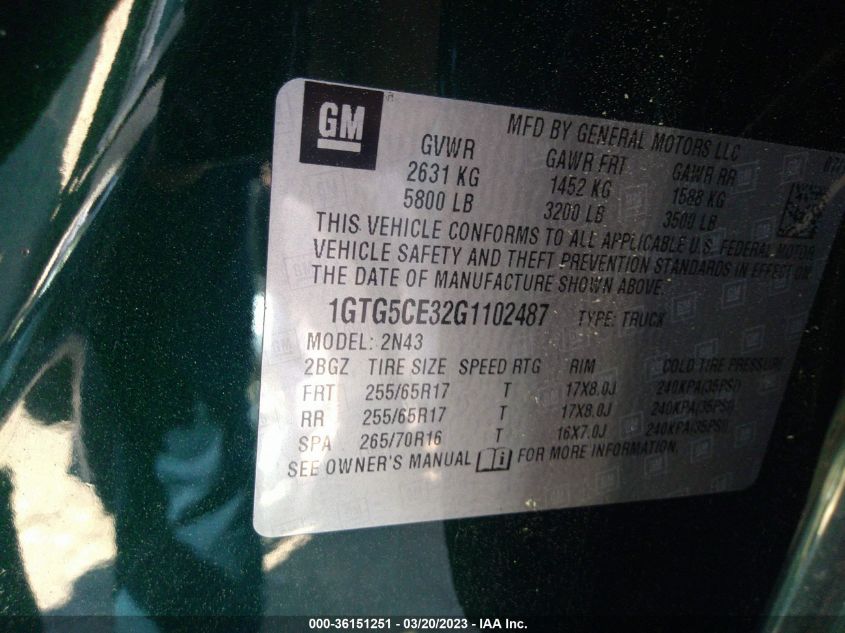 GM
MFD BY GENERAL MOTORS LLC
GVWR GAWR FRT GAWR RR
2631 KG 1452 KG 1588 KG
5800 LB 3200 LB 3500 LB
THIS VEHICLE CONFORMS TO ALL APPLICABLE U.S. FEDERAL MOTOR
VEHICLE SAFETY AND THEFT PREVENTION STANDARDS IN EFFECT ON
THE DATE OF MANUFACTURE SHOWN ABOVE.
1GTG5CE32G1102487 TYPE: TRUCK
MODEL: 2N43
2BGZ TIRE SIZE SPEED RTG RIM COLD TIRE PRESSURE
FRT 255/65R17 T 17X8.0J 240KPA(35PSI)
RR 255/65R17 T 17X8.0J 240KPA(35PSI)
SPA 265/70R16 T 16X7.0J 240KPA(35PSI)
SEE OWNER'S MANUAL FOR MORE INFORMATION.
000-36151251 - 03/20/2023 - IAA Inc.